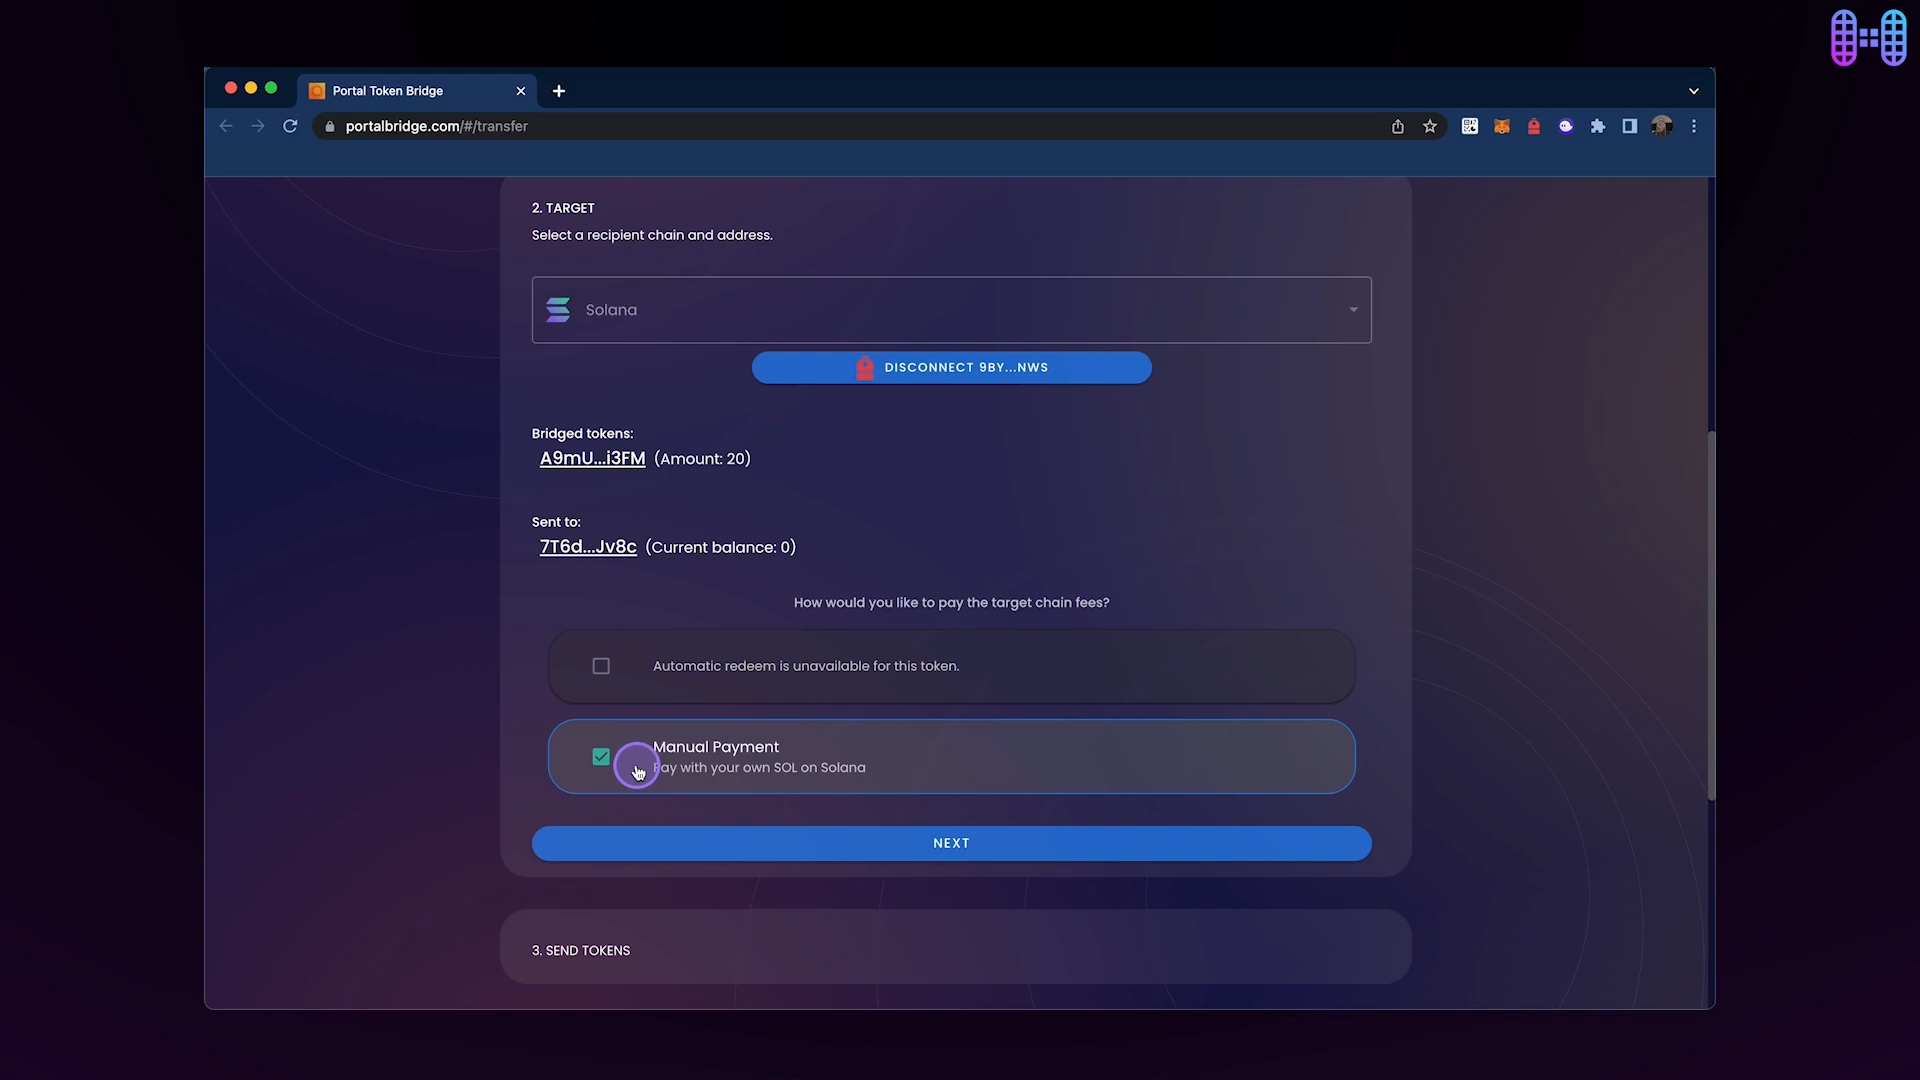 Portal Token Bridge
portalbridge.com/#/transfer
2. TARGET
Select a recipient chain and address.
Solana
DISCONNECT 9BY...NWS
Bridged tokens:
A9mU...i3FM (Amount: 20)
Sent to:
7T6d...Jv8c (Current balance: 0)
How would you like to pay the target chain fees?
Automatic redeem is unavailable for this token.
Manual Payment
Pay with your own SOL on Solana
NEXT
3. SEND TOKENS